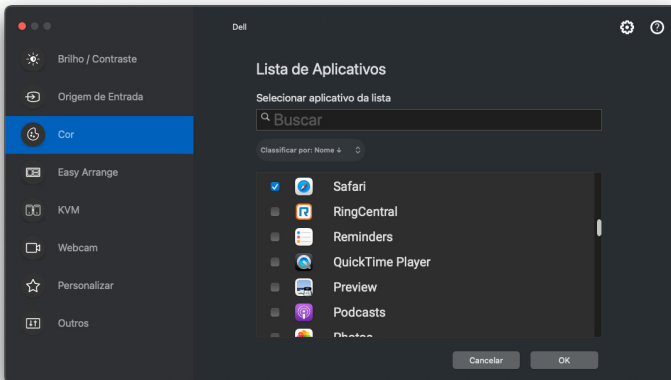 Dell
Brilho / Contraste
Origem de Entrada
Cor
Easy Arrange
KVM
Webcam
Personalizar
Outros
Lista de Aplicativos
Selecionar aplicativo da lista
Buscar
Classificar por: Nome ↓
Safari
RingCentral
Reminders
QuickTime Player
Preview
Podcasts
Photos
Cancelar
OK